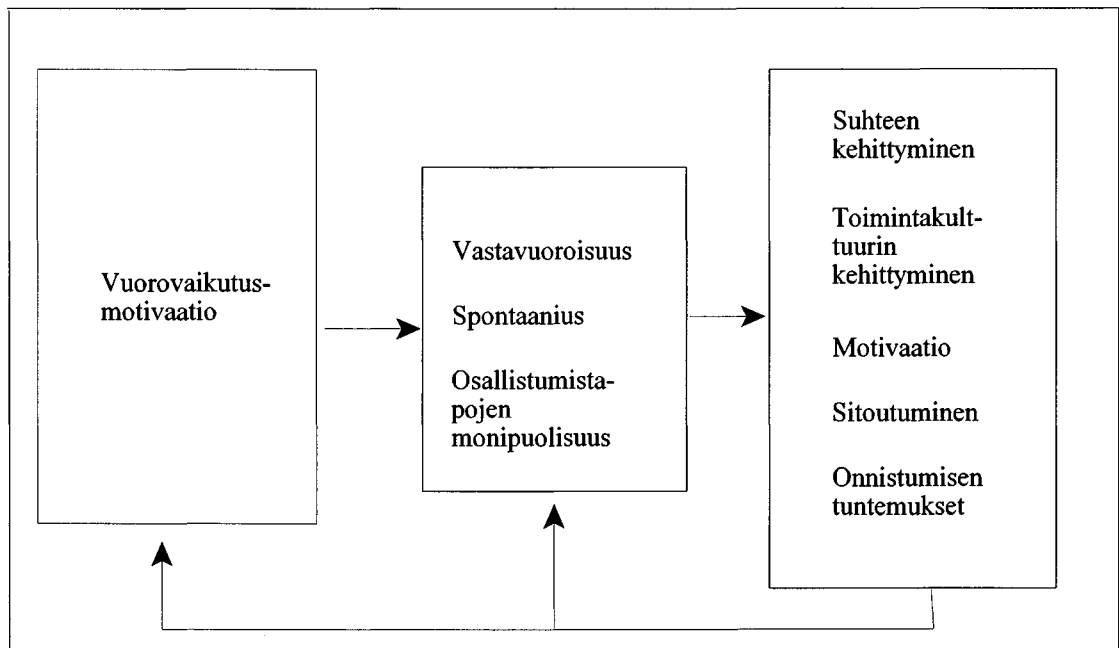 Vuorovaikutus-
motivaatio
Vastavuoroisuus
Spontaanius
Osallistumista-
pojen
monipuolisuus
Suhteen
kehittyminen
Toimintakult-
tuurin
kehittyminen
Motivaatio
Sitoutuminen
Onnistumisen
tuntemukset